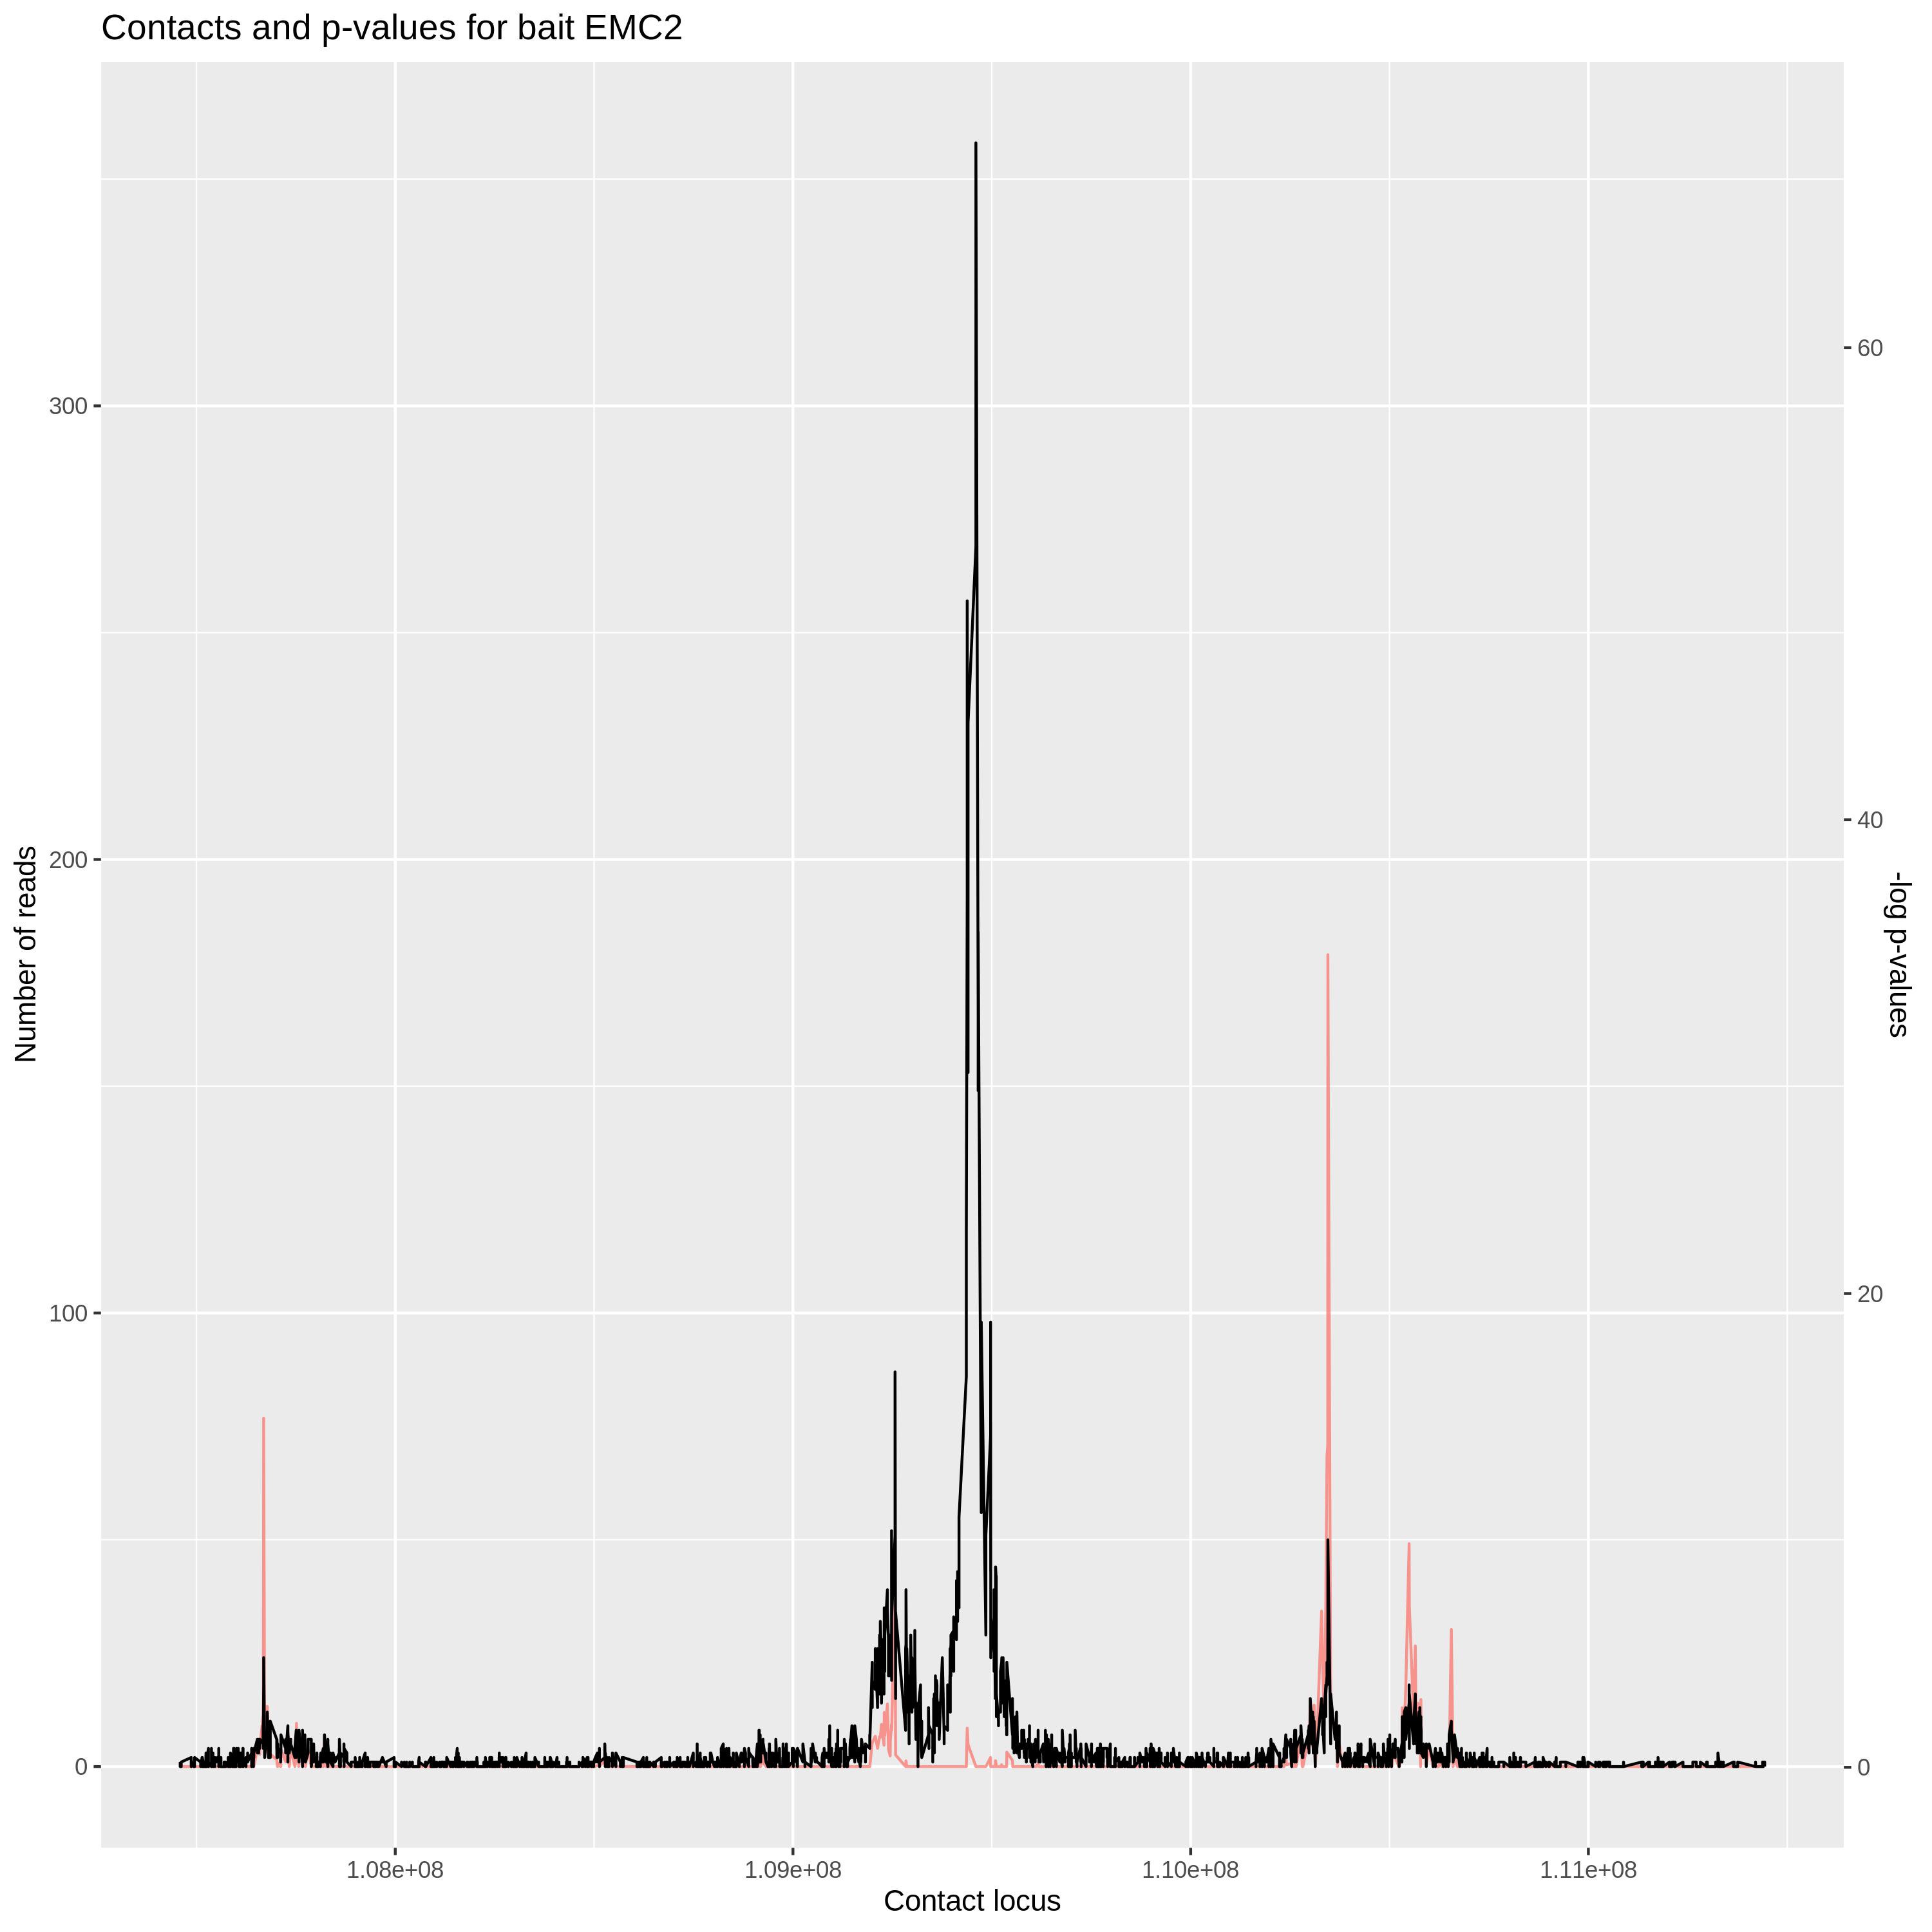 Contacts and p-values for bait EMC2
Number of reads
300
200
100
0
60
40
20
0
-log p-values
1.08e+08
1.09e+08
1.10e+08
1.11e+08
Contact locus